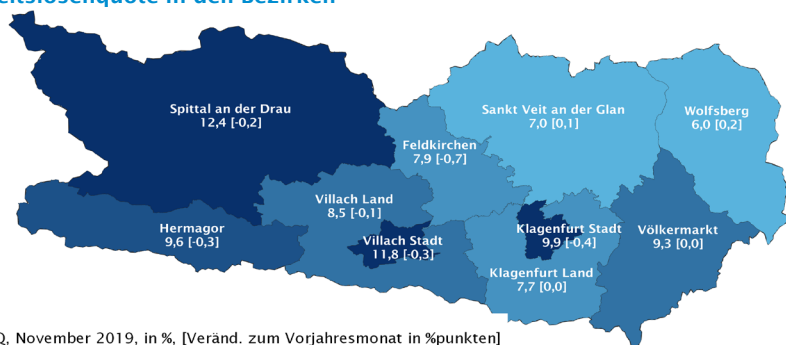 in den Bezirken
Spittal an der Drau
12,4 [-0,2]
Sankt Veit an der Glan
7,0 [0,1]
Wolfsberg
6,0 [0,2]
Feldkirchen
7,9 [-0,7]
Villach Land
8,5 [-0,1]
Hermagor
9,6 [-0,3]
Villach Stadt
11,8 [-0,3]
Klagenfurt Stadt
9,9 [-0,4]
Völkermarkt
9,3 [0,0]
Klagenfurt Land
7,7 [0,0]
, November 2019, in %, [Veränd. zum Vorjahresmonat in %punkten]